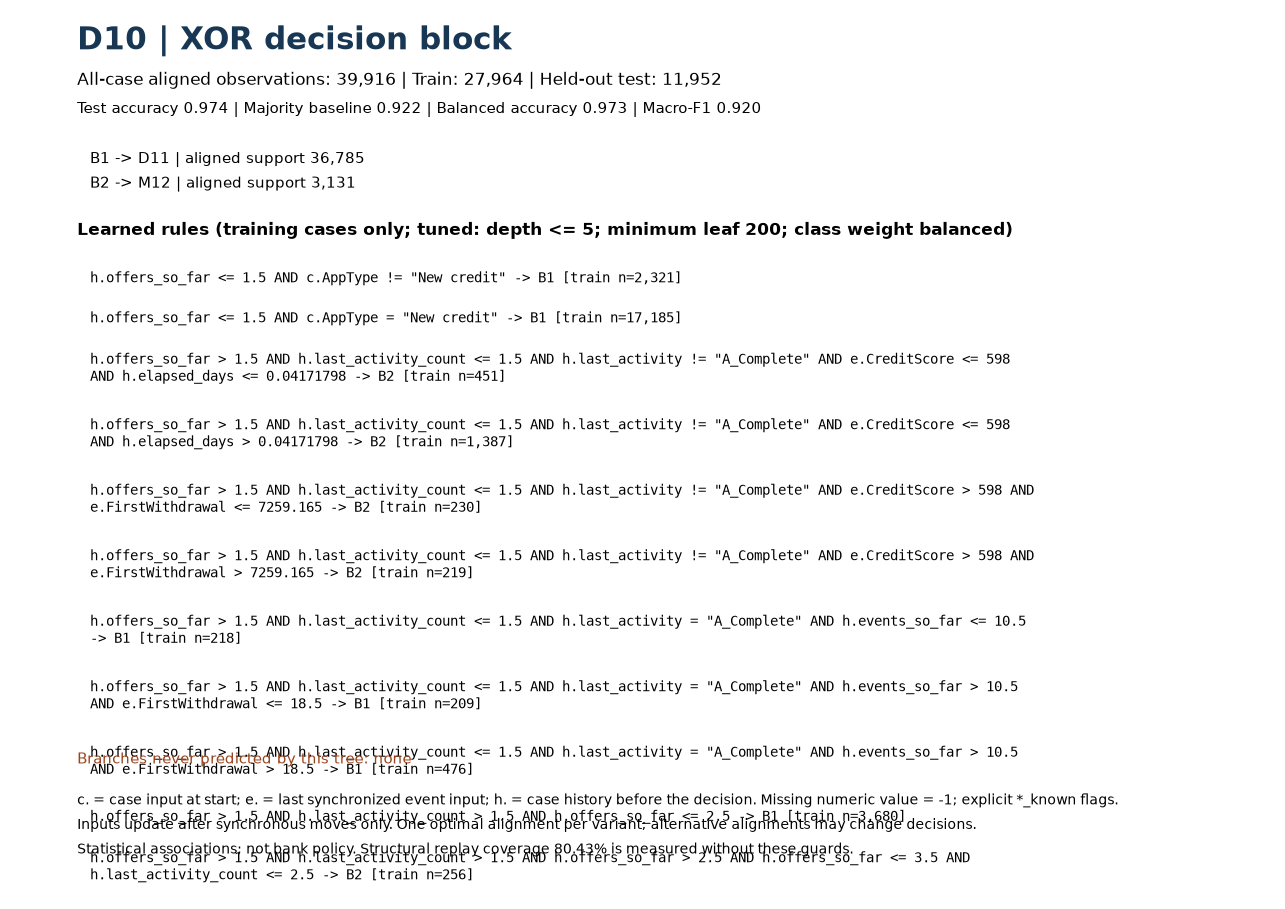 D10 | XOR decision block
All-case aligned observations: 39,916 | Train: 27,964 | Held-out test: 11,952
Test accuracy 0.974 | Majority baseline 0.922 | Balanced accuracy 0.973 | Macro-F1 0.920
B1 -> D11 | aligned support 36,785
B2 -> M12 | aligned support 3,131
Learned rules (training cases only; tuned: depth <= 5; minimum leaf 200; class weight balanced)
h.offers_so_far <= 1.5 AND c.AppType != "New credit" -> B1 [train n=2,321]
h.offers_so_far <= 1.5 AND c.AppType = "New credit" -> B1 [train n=17,185]
h.offers_so_far > 1.5 AND h.last_activity_count <= 1.5 AND h.last_activity != "A_Complete" AND e.CreditScore <= 598
AND h.elapsed_days <= 0.04171798 -> B2 [train n=451]
h.offers_so_far > 1.5 AND h.last_activity_count <= 1.5 AND h.last_activity != "A_Complete" AND e.CreditScore <= 598
AND h.elapsed_days > 0.04171798 -> B2 [train n=1,387]
h.offers_so_far > 1.5 AND h.last_activity_count <= 1.5 AND h.last_activity != "A_Complete" AND e.CreditScore > 598 AND
e.FirstWithdrawal <= 7259.165 -> B2 [train n=230]
h.offers_so_far > 1.5 AND h.last_activity_count <= 1.5 AND h.last_activity != "A_Complete" AND e.CreditScore > 598 AND
e.FirstWithdrawal > 7259.165 -> B2 [train n=219]
h.offers_so_far > 1.5 AND h.last_activity_count <= 1.5 AND h.last_activity = "A_Complete" AND h.events_so_far <= 10.5
-> B1 [train n=218]
h.offers_so_far > 1.5 AND h.last_activity_count <= 1.5 AND h.last_activity = "A_Complete" AND h.events_so_far > 10.5
AND e.FirstWithdrawal <= 18.5 -> B1 [train n=209]
h.offers_so_far > 1.5 AND h.last_activity_count <= 1.5 AND h.last_activity = "A_Complete" AND h.events_so_far > 10.5
Branches never predicted by this tree: none
AND e.FirstWithdrawal > 18.5 -> B1 [train n=476]
c. = case input at start; e. = last synchronized event input; h. = case history before the decision. Missing numeric value = -1; explicit *_known flags.
h.offers_so_far > 1.5 AND h.last_activity_count > 1.5 AND h.offers_so_far <= 2.5 -> B1 [train n=3,680]
Inputs update after synchronous moves only. One optimal alignment per variant; alternative alignments may change decisions.
Statistical associations; not bank policy. Structural replay coverage 80.43% is measured without these guards.
h.offers_so_far > 1.5 AND h.last_activity_count > 1.5 AND h.offers_so_far > 2.5 AND h.offers_so_far <= 3.5 AND
h.last_activity_count <= 2.5 -> B2 [train n=256]